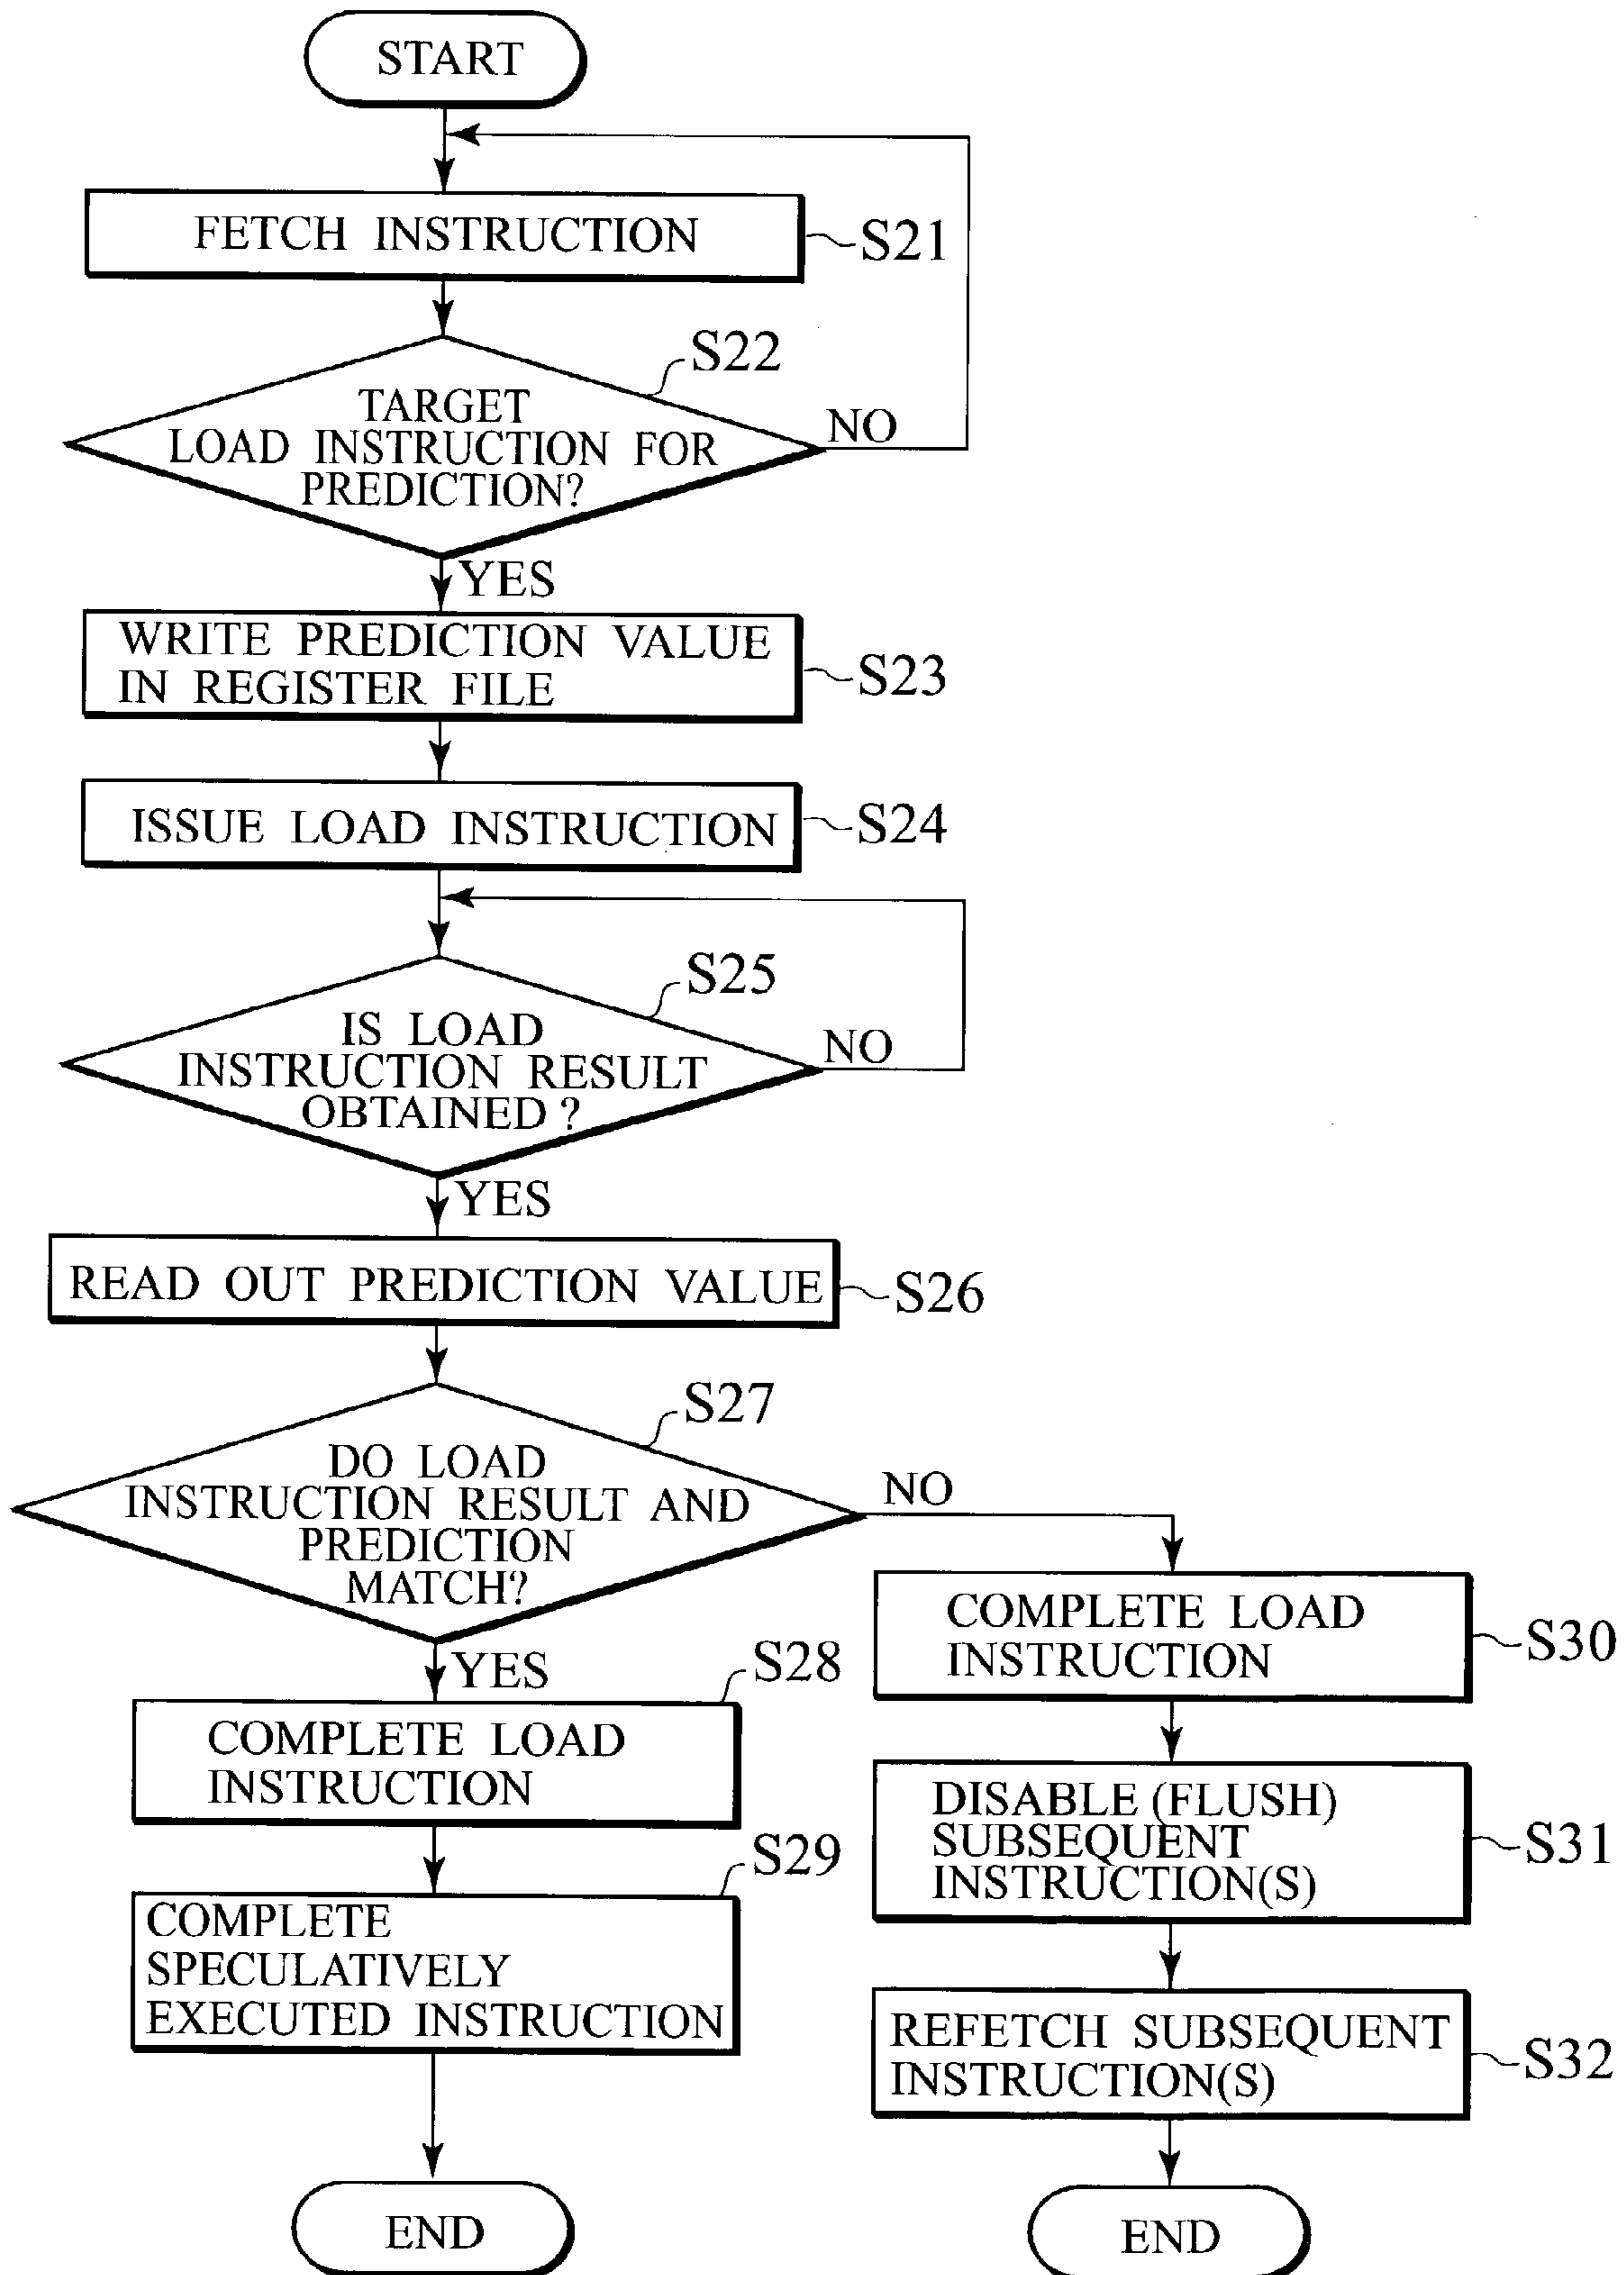 START
FETCH INSTRUCTION
S21
S22
TARGET
LOAD INSTRUCTION FOR
PREDICTION?
NO
YES
WRITE PREDICTION VALUE
IN REGISTER FILE
S23
ISSUE LOAD INSTRUCTION
S24
S25
IS LOAD
INSTRUCTION RESULT
OBTAINED?
NO
YES
READ OUT PREDICTION VALUE
S26
S27
DO LOAD
INSTRUCTION RESULT AND
PREDICTION
MATCH?
NO
YES
S28
COMPLETE LOAD
INSTRUCTION
S29
COMPLETE
SPECULATIVELY
EXECUTED INSTRUCTION
END
COMPLETE LOAD
INSTRUCTION
S30
DISABLE (FLUSH)
SUBSEQUENT
INSTRUCTION(S)
S31
REFETCH SUBSEQUENT
INSTRUCTION(S)
S32
END